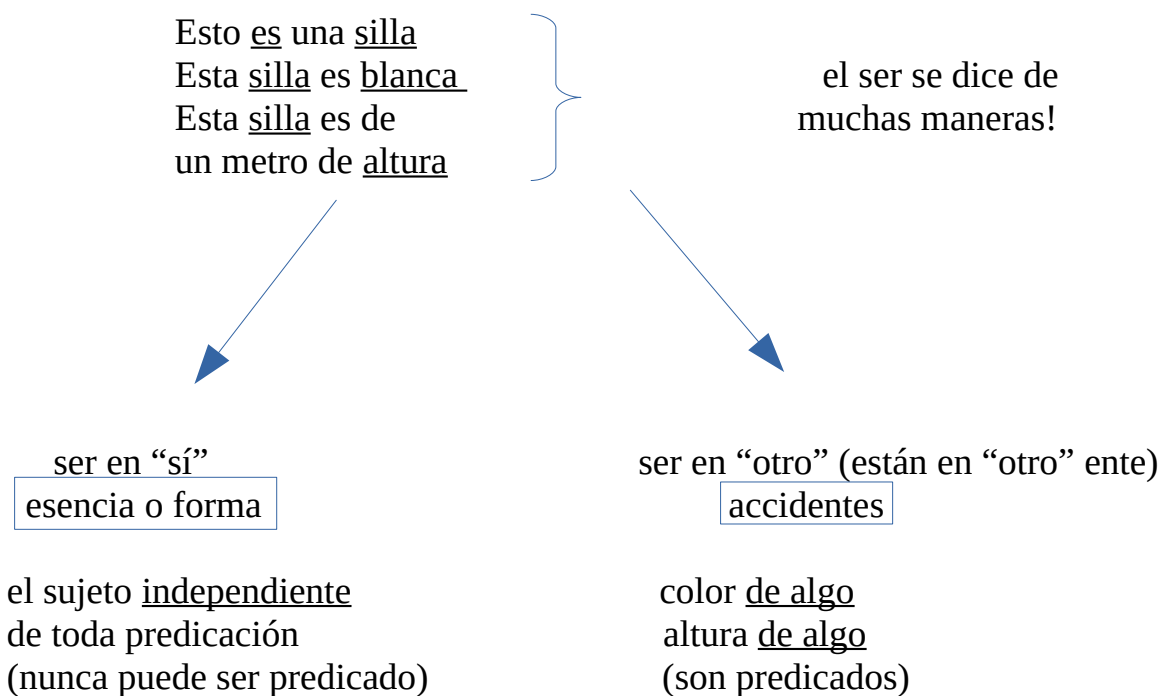 Esto es una silla
Esta silla es blanca
Esta silla es de
un metro de altura
el ser se dice de
muchas maneras!
ser en “sí”
esencia o forma
el sujeto independiente
de toda predicación
(nunca puede ser predicado)
ser en “otro” (están en “otro” ente)
accidentes
color de algo
altura de algo
(son predicados)